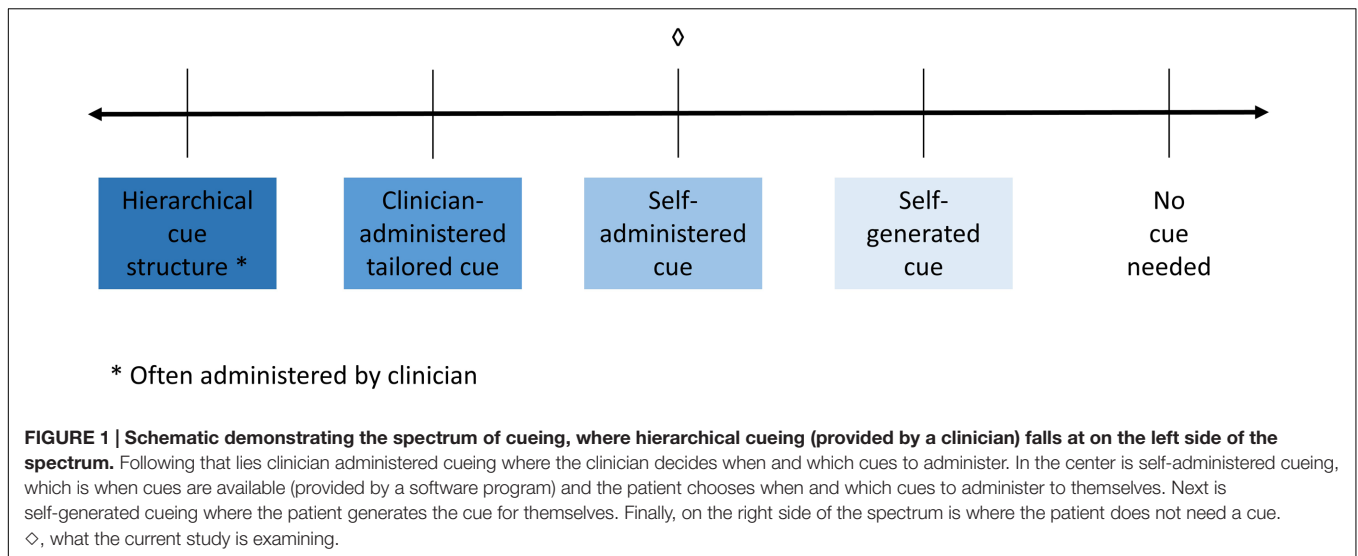 ◊
Hierarchical
cue
structure *
Clinician-
administered
tailored cue
Self-
administered
cue
Self-
generated
cue
No
cue
needed
* Often administered by clinician
FIGURE 1 | Schematic demonstrating the spectrum of cueing, where hierarchical cueing (provided by a clinician) falls at on the left side of the
spectrum. Following that lies clinician administered cueing where the clinician decides when and which cues to administer. In the center is self-administered cueing,
which is when cues are available (provided by a software program) and the patient chooses when and which cues to administer to themselves. Next is
self-generated cueing where the patient generates the cue for themselves. Finally, on the right side of the spectrum is where the patient does not need a cue.
◊, what the current study is examining.